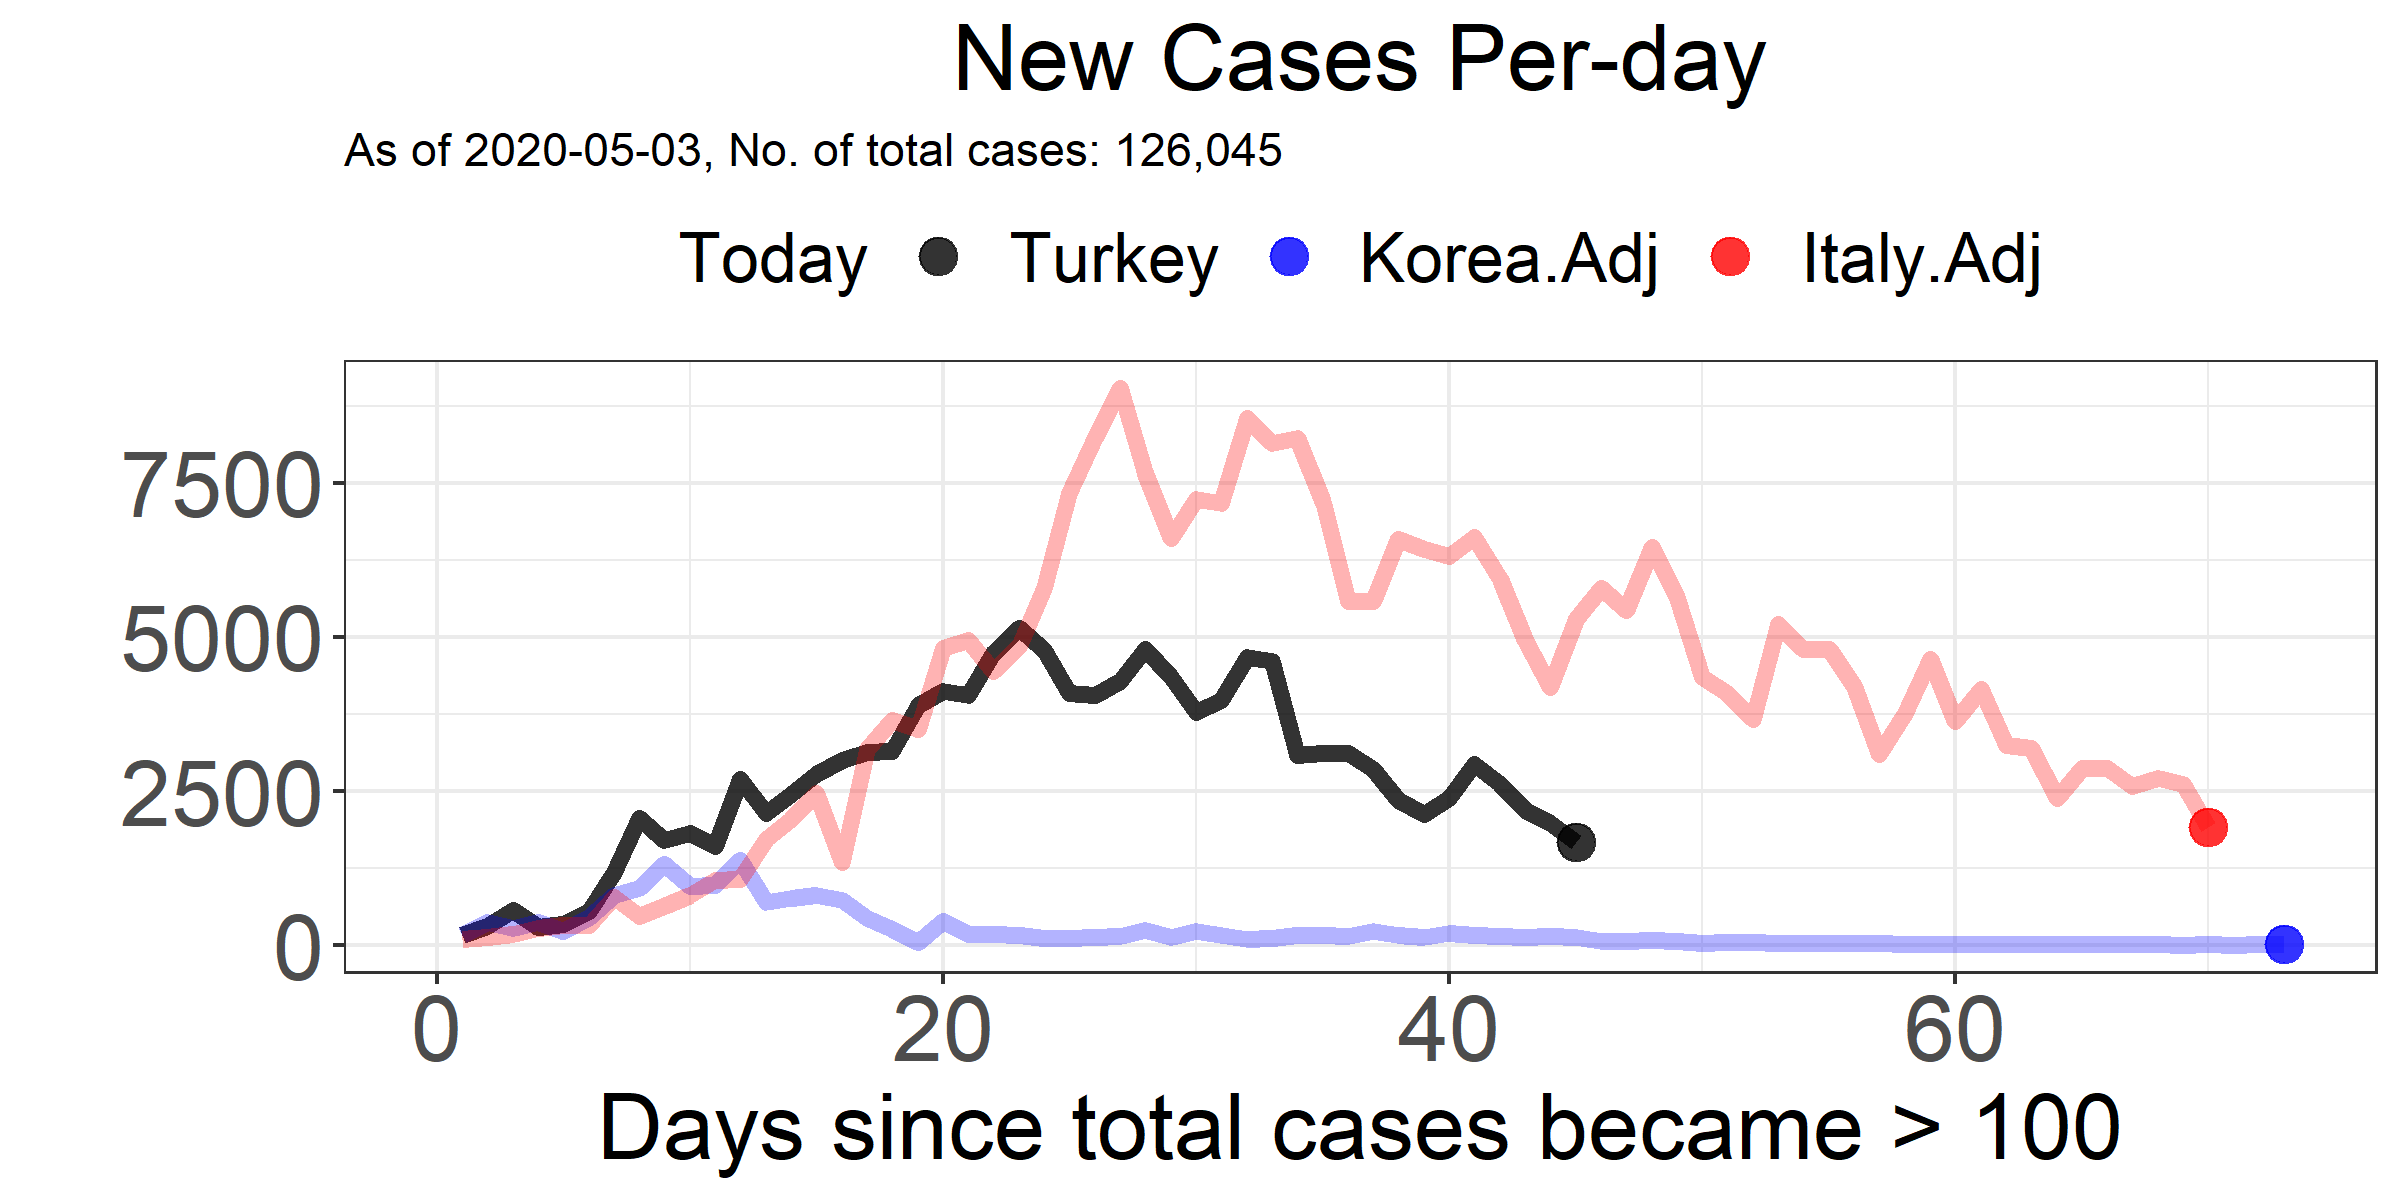 New Cases Per-day
As of 2020-05-03, No. of total cases: 126,045
Today Turkey Korea.Adj Italy.Adj
7500
5000
2500
0
0 20 40 60
Days since total cases became > 100